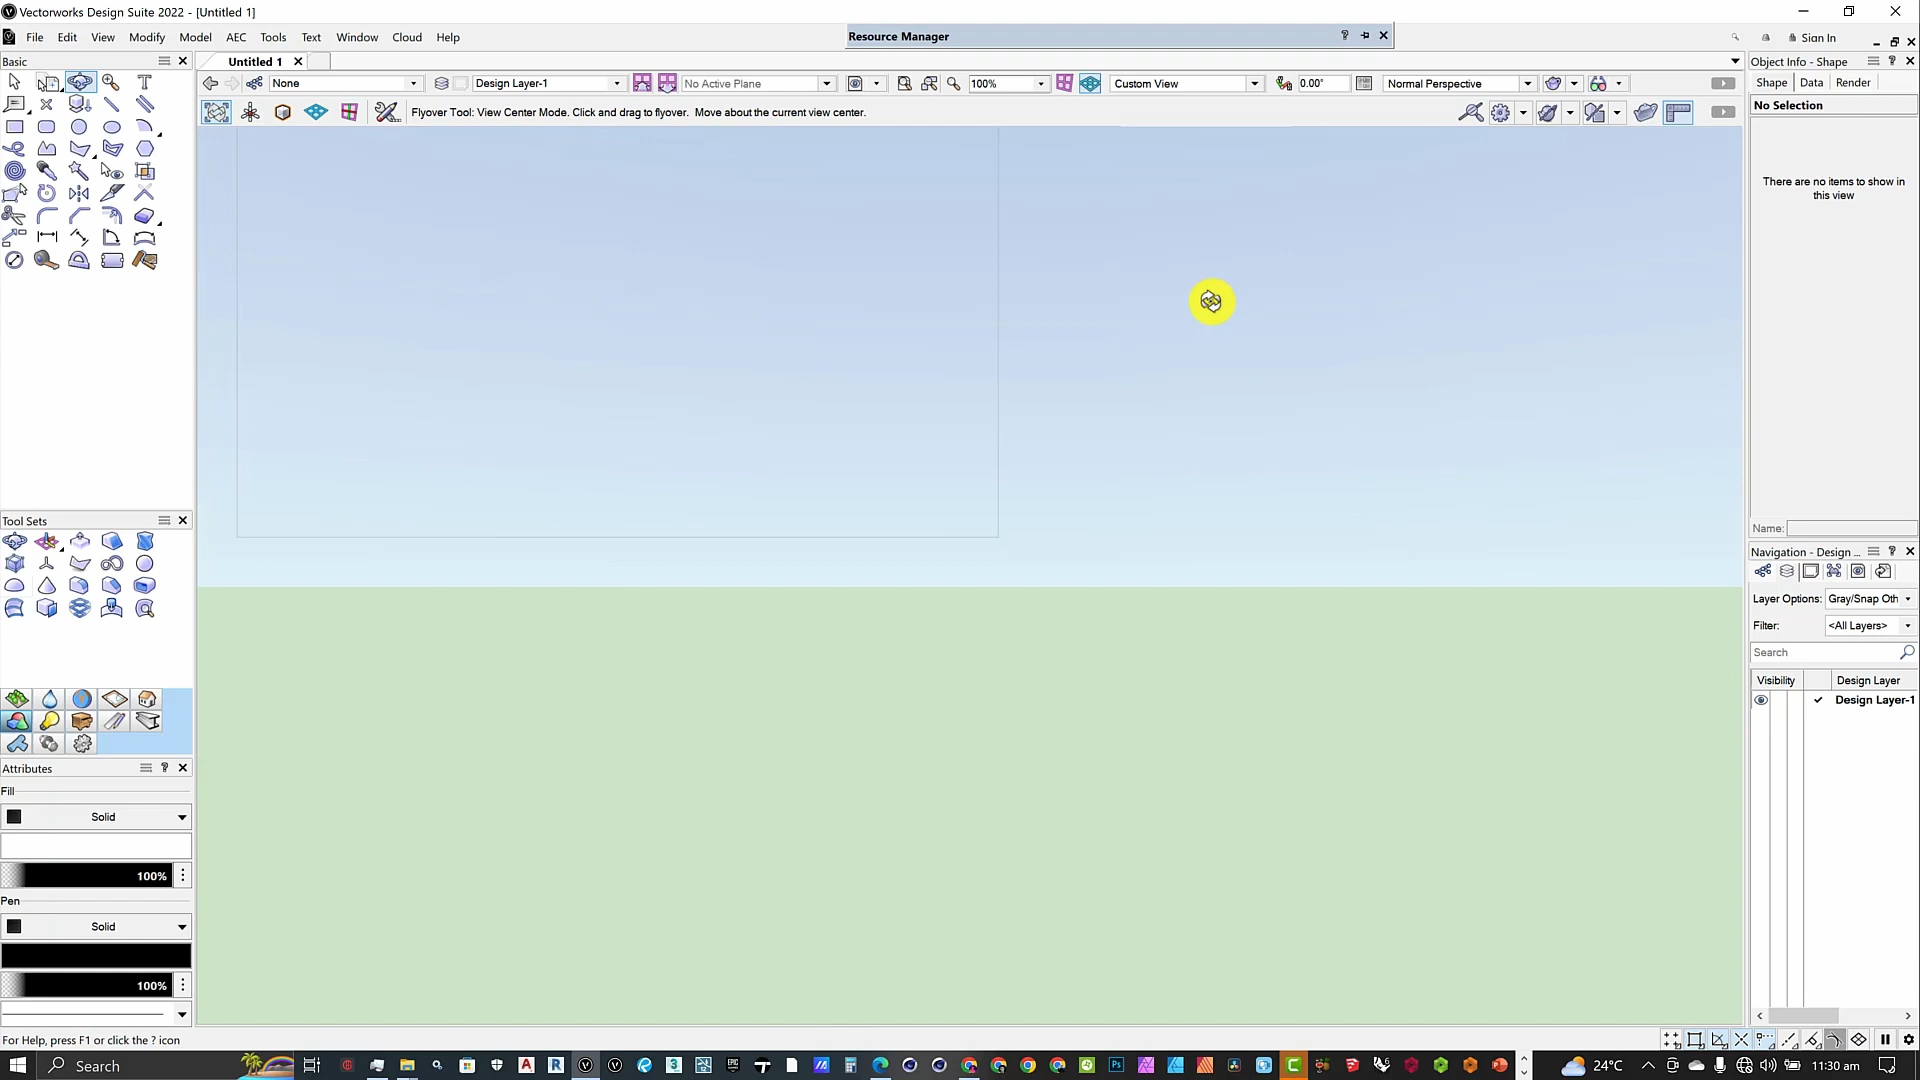 Vectorworks Design Suite 2022 - [Untitled 1]
File Edit View Modify Model AEC Tools Text Window Cloud Help
Resource Manager ?
Sign In
Basic
Untitled 1
None
Design Layer-1
No Active Plane
100%
Custom View
0.00°
Normal Perspective
Flyover Tool: View Center Mode. Click and drag to flyover. Move about the current view center.
Object Info - Shape ?
Shape Data Render
No Selection
There are no items to show in
this view
Name:
Tool Sets
Navigation - Design ... ?
Layer Options: Gray/Snap Oth
Filter: <All Layers>
Search
Visibility Design Layer
Design Layer-1
Attributes ?
Fill
Solid
100%
Pen
Solid
100%
For Help, press F1 or click the ? icon
Search
24°C
11:30 am